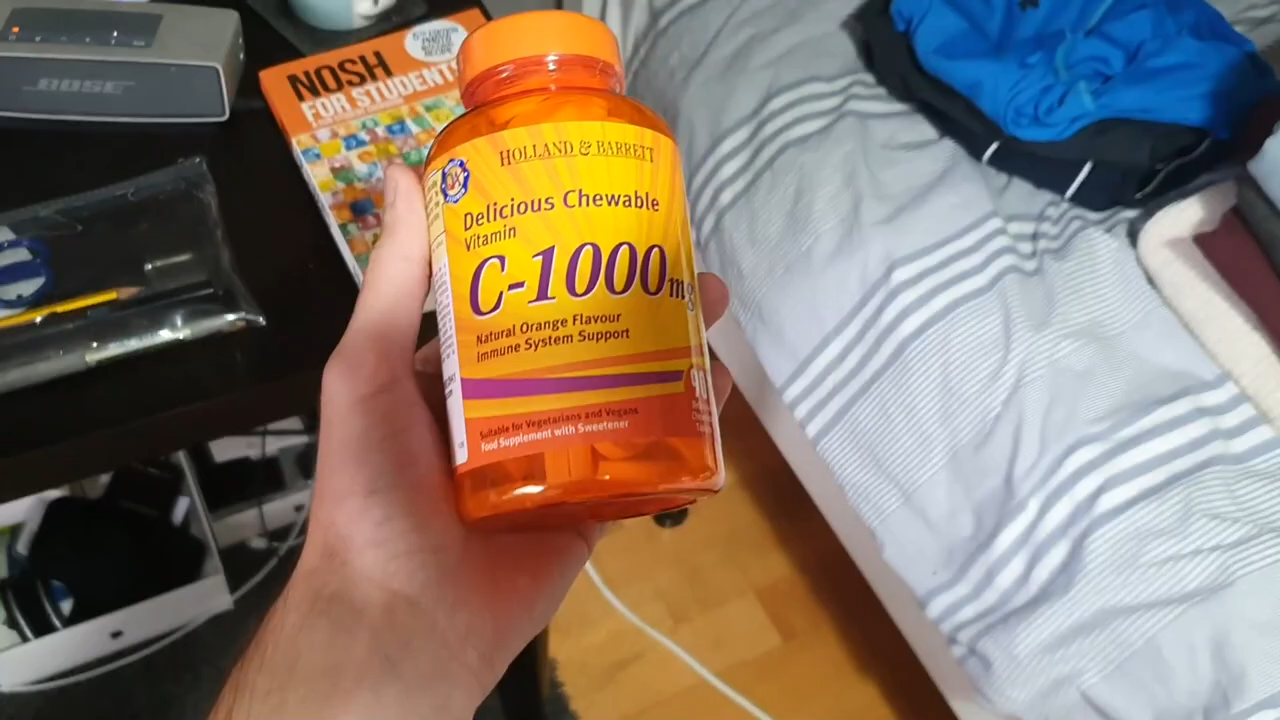 BOSE
NOSH
FOR STUDENTS
HOLLAND & BARRETT
Delicious Chewable
Vitamin
C-1000mg
Natural Orange Flavour
Immune System Support
90
Suitable for Vegetarians and Vegans
Food Supplement with Sweetener